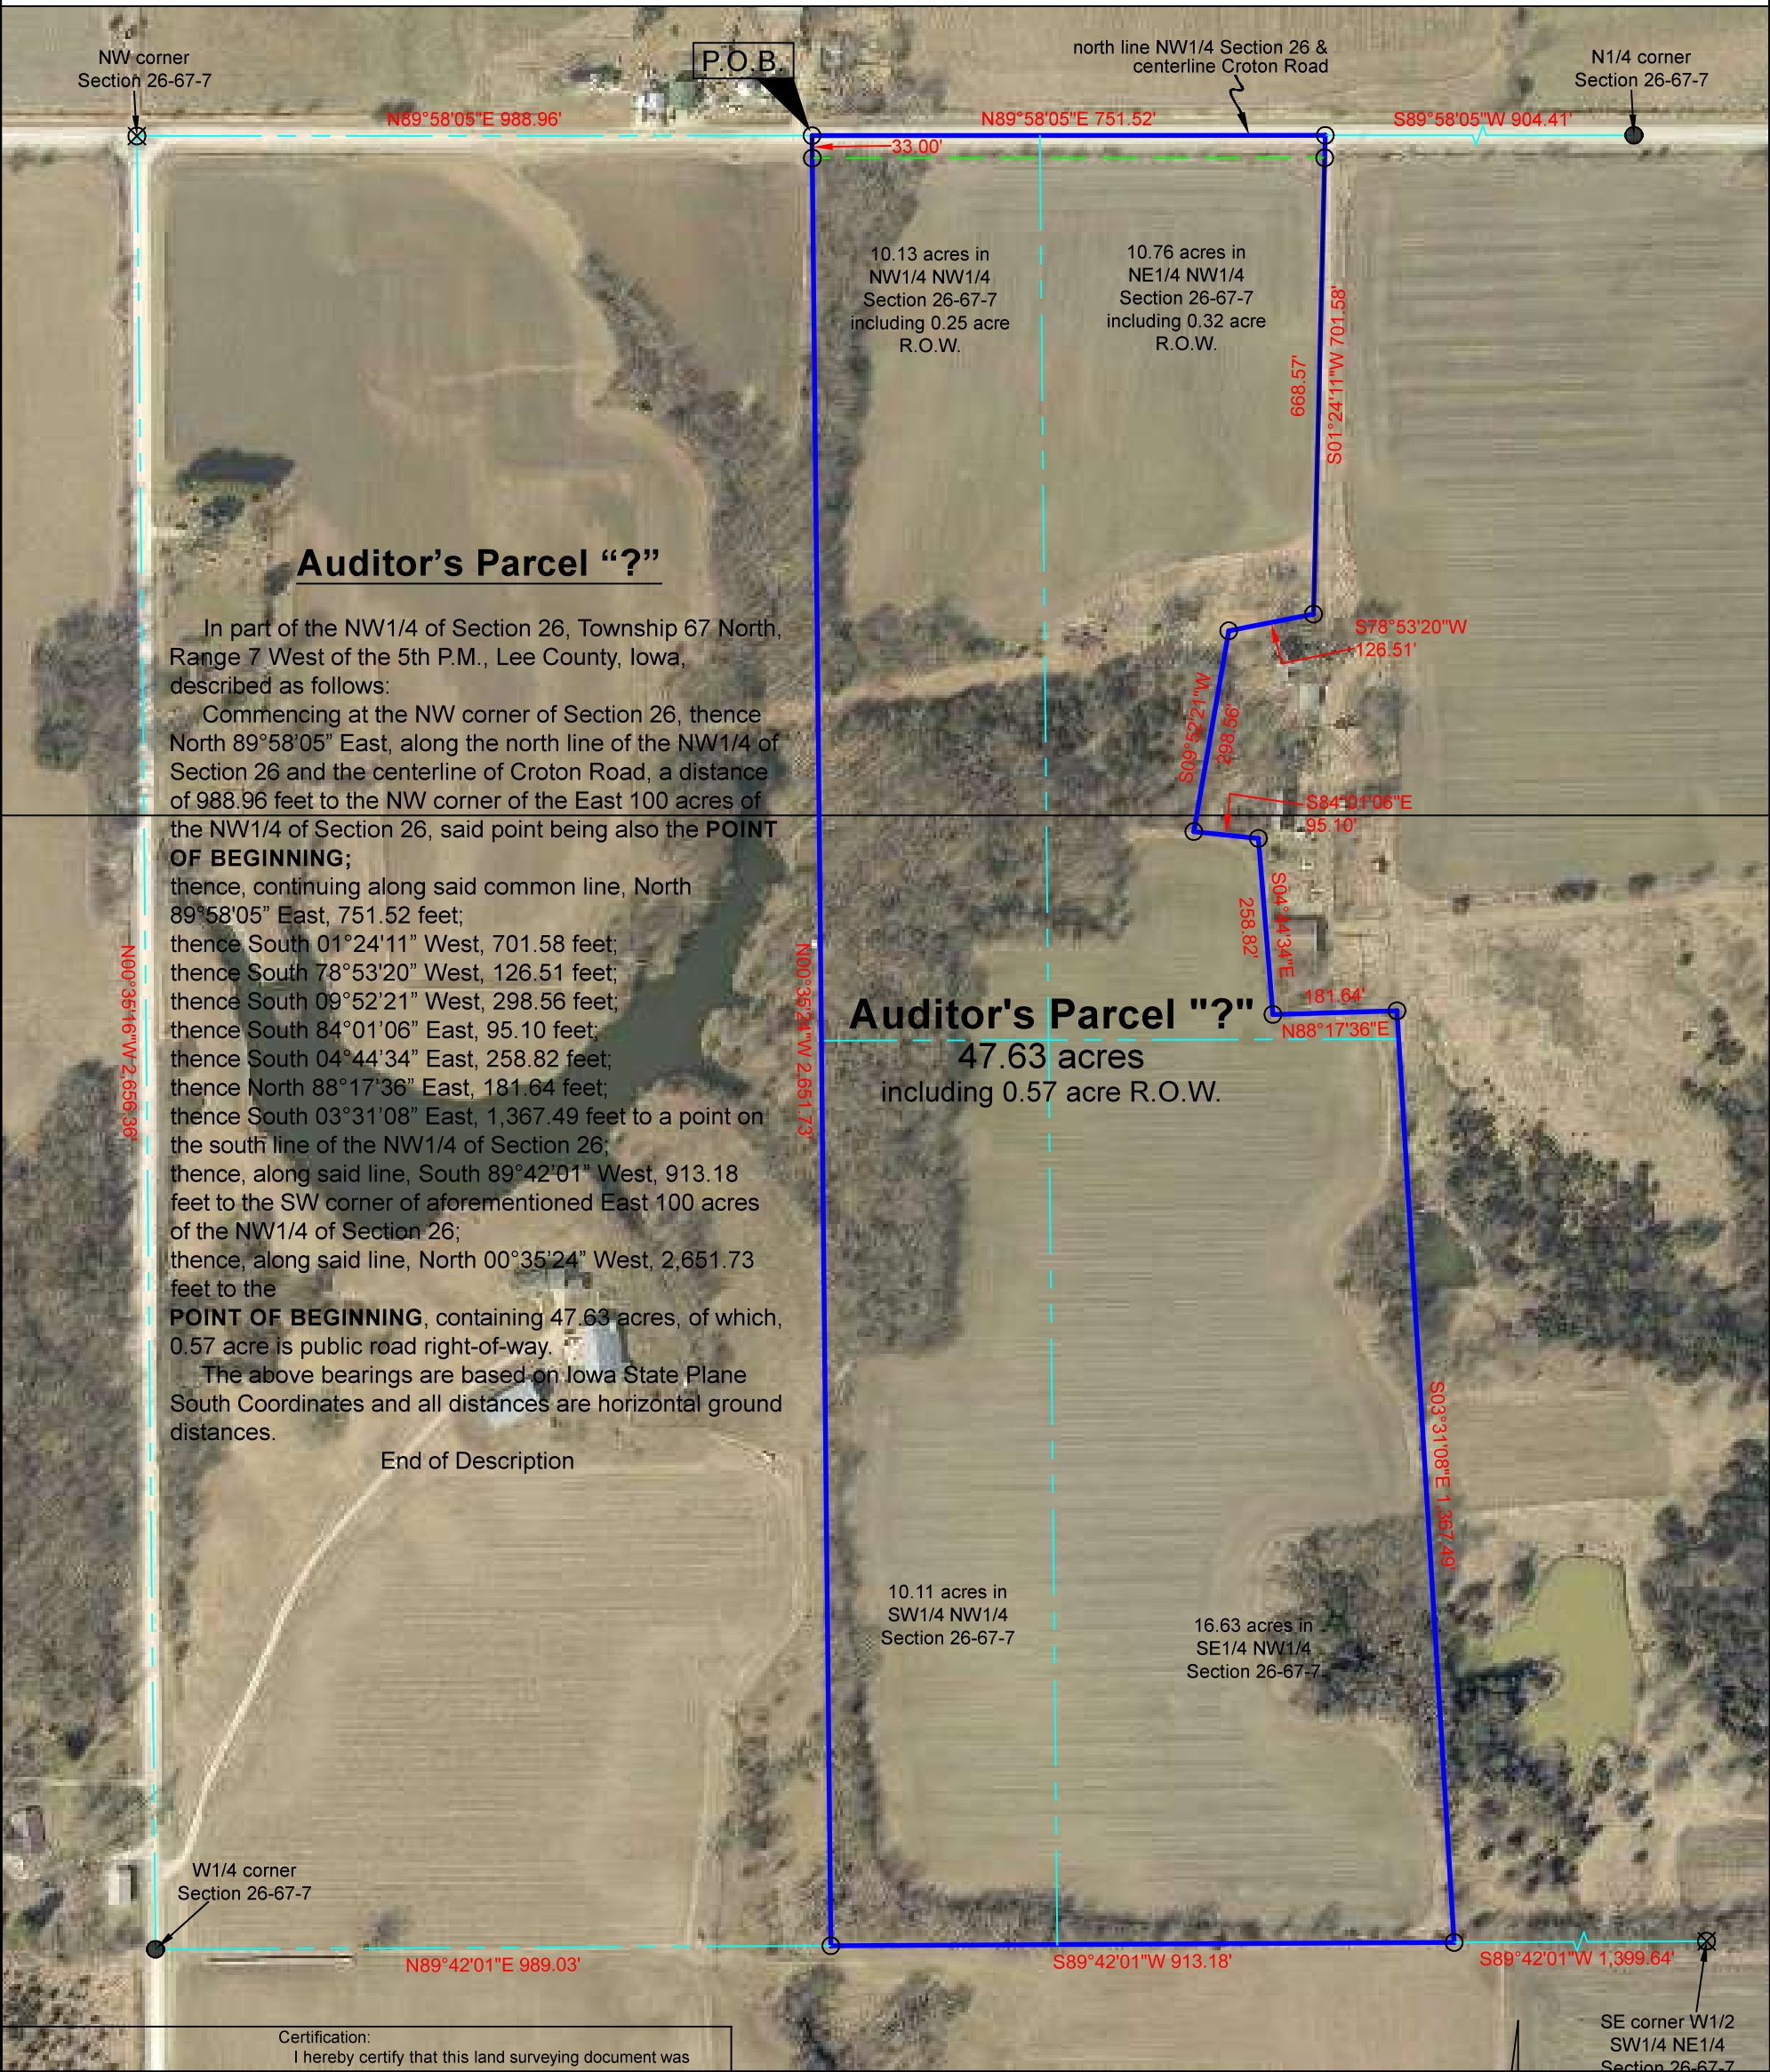 NW corner
Section 26-67-7
P.O.B.
north line NW1/4 Section 26 &
centerline Croton Road
N1/4 corner
Section 26-67-7
N89°58'05"E 988.96'
N89°58'05"E 751.52'
S89°58'05"W 904.41'
33.00'
10.13 acres in
NW1/4 NW1/4
Section 26-67-7
including 0.25 acre
R.O.W.
10.76 acres in
NE1/4 NW1/4
Section 26-67-7
including 0.32 acre
R.O.W.
668.57'
S01°24'11"W 701.58'
Auditor’s Parcel “?”
In part of the NW1/4 of Section 26, Township 67 North,
Range 7 West of the 5th P.M., Lee County, Iowa,
described as follows:
Commencing at the NW corner of Section 26, thence
North 89°58’05” East, along the north line of the NW1/4 of
Section 26 and the centerline of Croton Road, a distance
of 988.96 feet to the NW corner of the East 100 acres of
the NW1/4 of Section 26, said point being also the POINT
OF BEGINNING;
thence, continuing along said common line, North
89°58'05” East, 751.52 feet;
thence South 01°24'11” West, 701.58 feet;
thence South 78°53'20” West, 126.51 feet;
thence South 09°52'21” West, 298.56 feet;
thence South 84°01’06” East, 95.10 feet;
thence South 04°44’34” East, 258.82 feet;
thence North 88°17’36” East, 181.64 feet;
thence South 03°31’08” East, 1,367.49 feet to a point on
the south line of the NW1/4 of Section 26;
thence, along said line, South 89°42’01” West, 913.18
feet to the SW corner of aforementioned East 100 acres
of the NW1/4 of Section 26;
thence, along said line, North 00°35’24” West, 2,651.73
feet to the
POINT OF BEGINNING, containing 47.63 acres, of which,
0.57 acre is public road right-of-way.
The above bearings are based on Iowa State Plane
South Coordinates and all distances are horizontal ground
distances.
End of Description
S78°53'20"W
126.51'
S09°52'21"W
298.56'
S84°01'06"E
95.10'
258.82'
S04°44'34"E
181.64'
N88°17'36"E
N00°35'16"W 2,656.36'
N00°35'24"W 2,651.73'
Auditor's Parcel "?"
47.63 acres
including 0.57 acre R.O.W.
S03°31'08"E 1,367.49'
10.11 acres in
SW1/4 NW1/4
Section 26-67-7
16.63 acres in
SE1/4 NW1/4
Section 26-67-7
W1/4 corner
Section 26-67-7
N89°42'01"E 989.03'
S89°42'01"W 913.18'
S89°42'01"W 1,399.64'
SE corner W1/2
SW1/4 NE1/4
Section 26-67-7
Certification:
I hereby certify that this land surveying document was